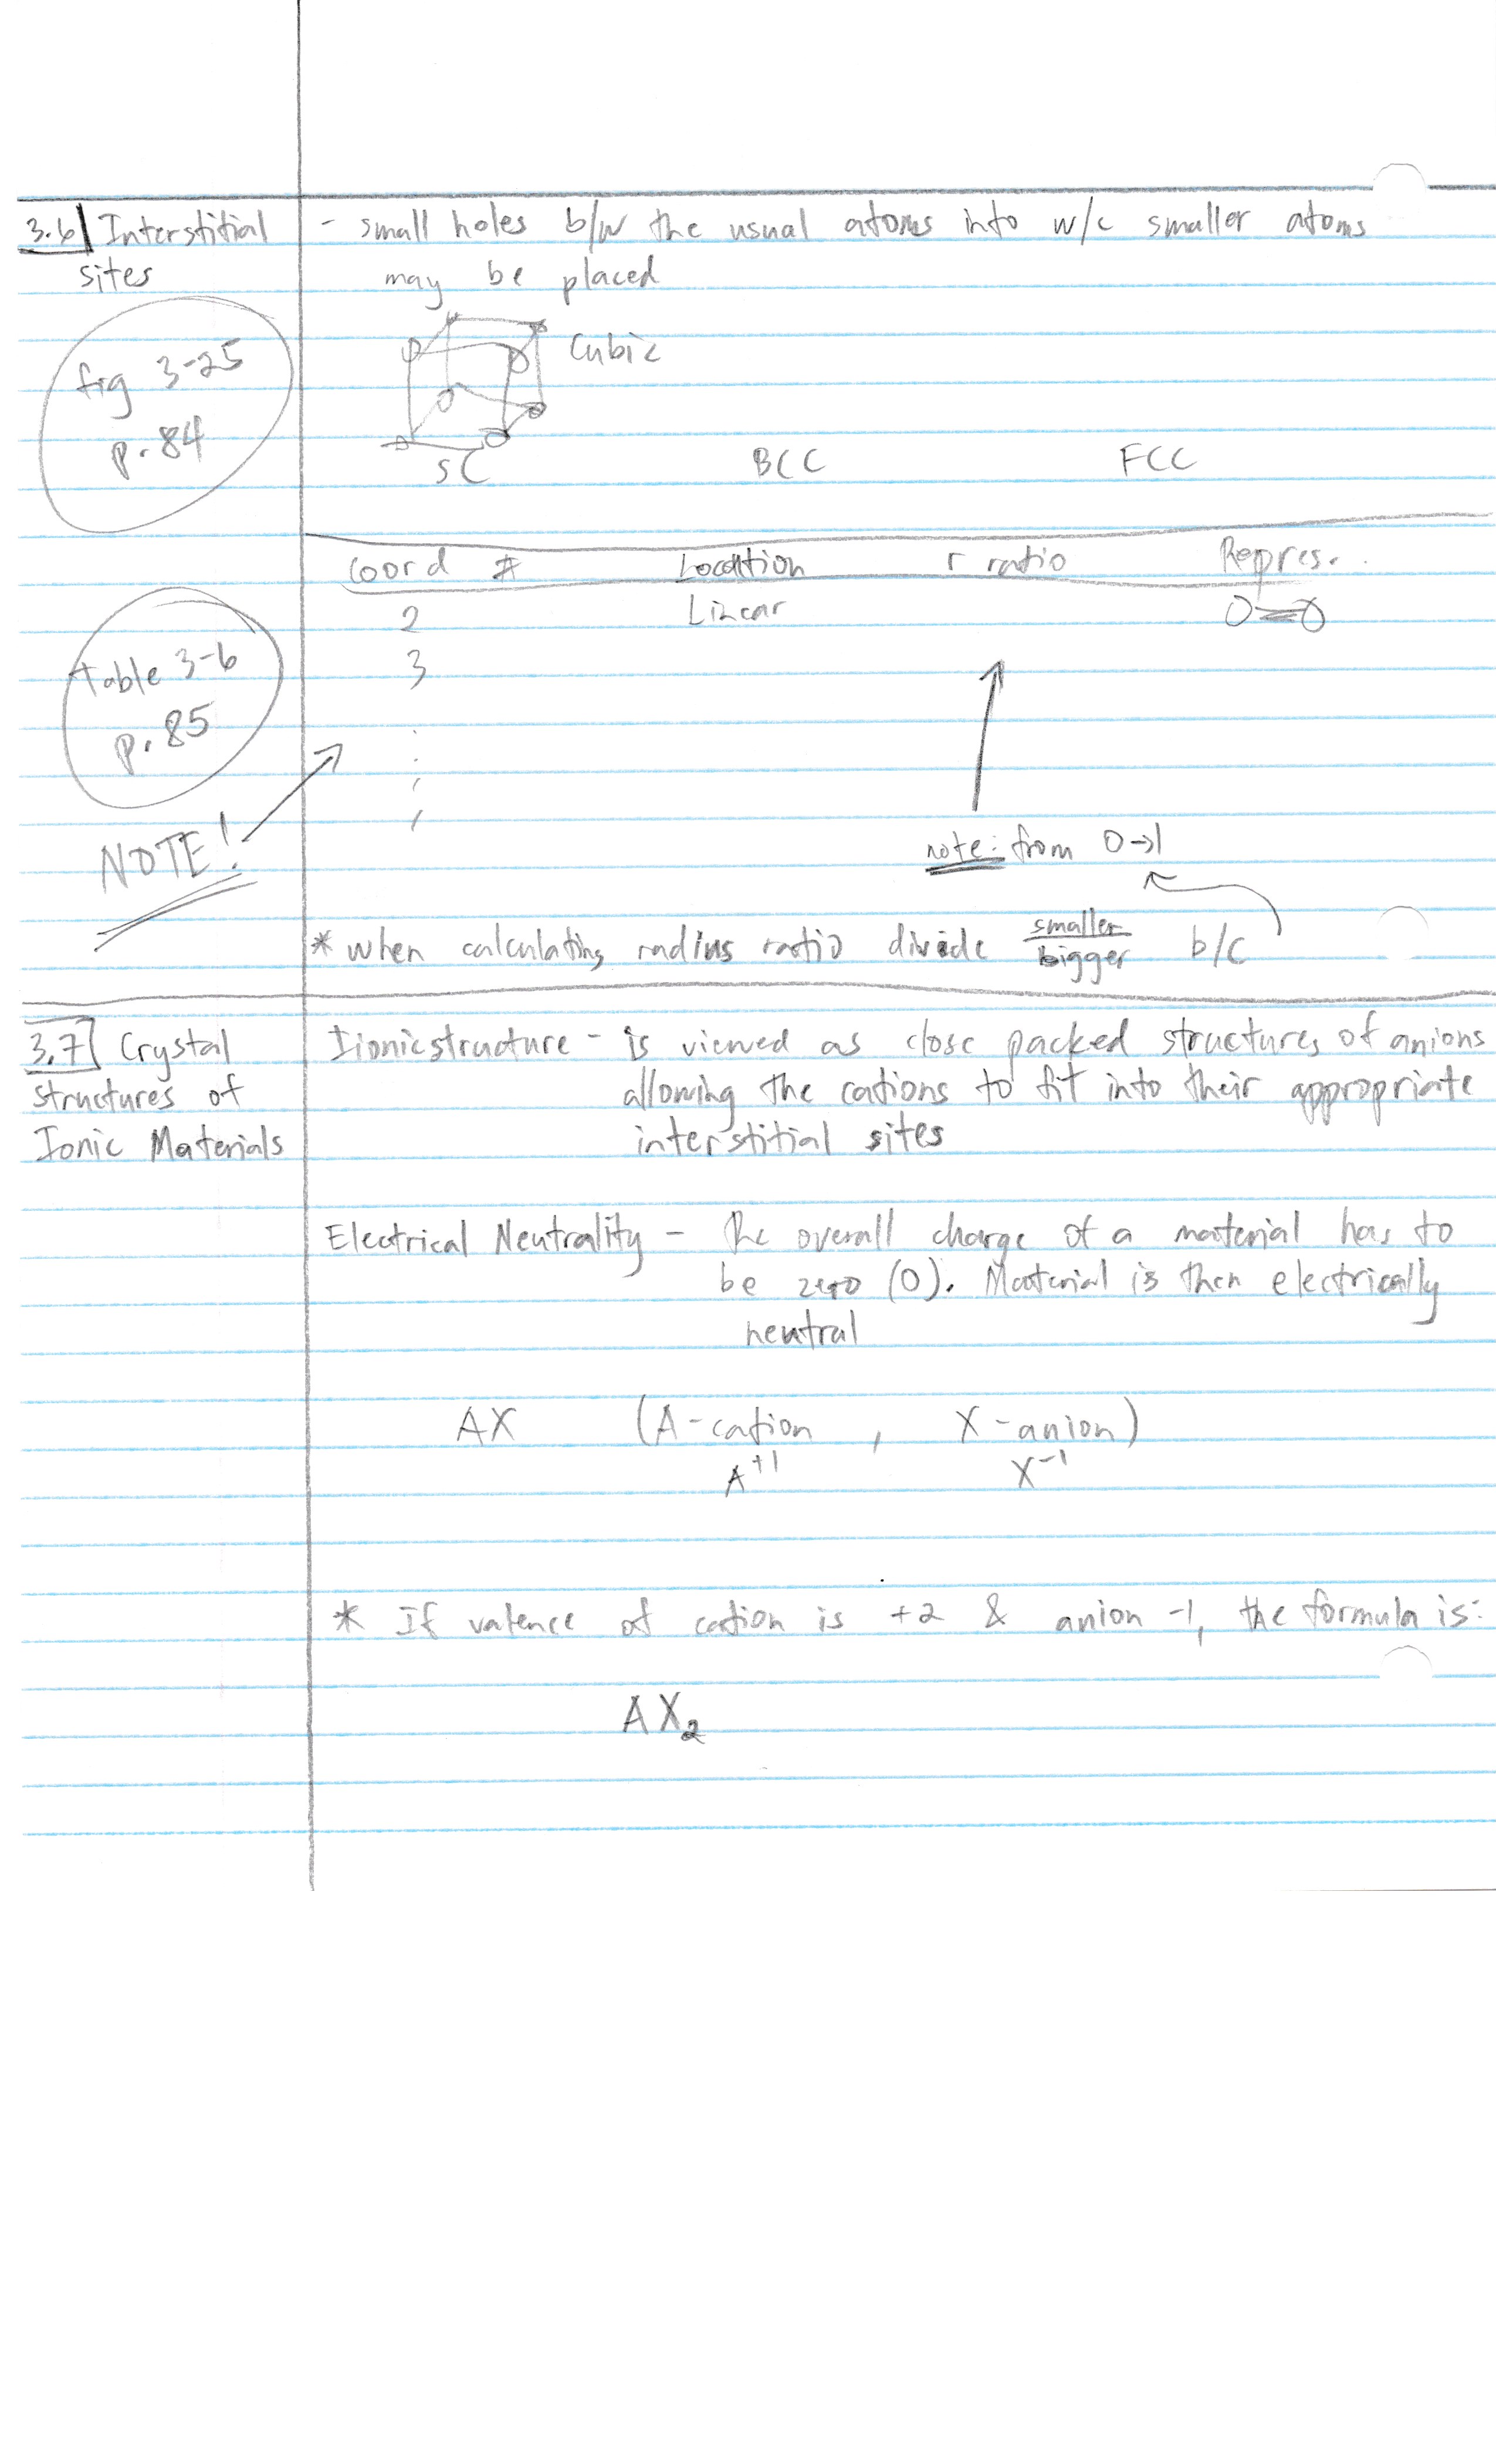 3.6 Interstitial
sites
- small holes b/w the usual atoms into w/c smaller atoms
may be placed
fig 3-25
p. 84
Cubic
SC BCC FCC
Coord # Location r ratio Repres.
2 Linear
3
table 3-6
p. 85
NOTE!
note: from 0→1
* when calculating radius ratio divide smaller b/c
bigger
3.7 Crystal
structures of
Ionic Materials
Iionic structure - is viewed as close packed structures of anions
allowing the cations to fit into their appropriate
interstitial sites
Electrical Neutrality - the overall charge of a material has to
be zero (0). Material is then electrically
neutral
AX (A-cation , X-anion)
A+1 X-1
* If valence of cation is +2 & anion -1, the formula is:
AX2